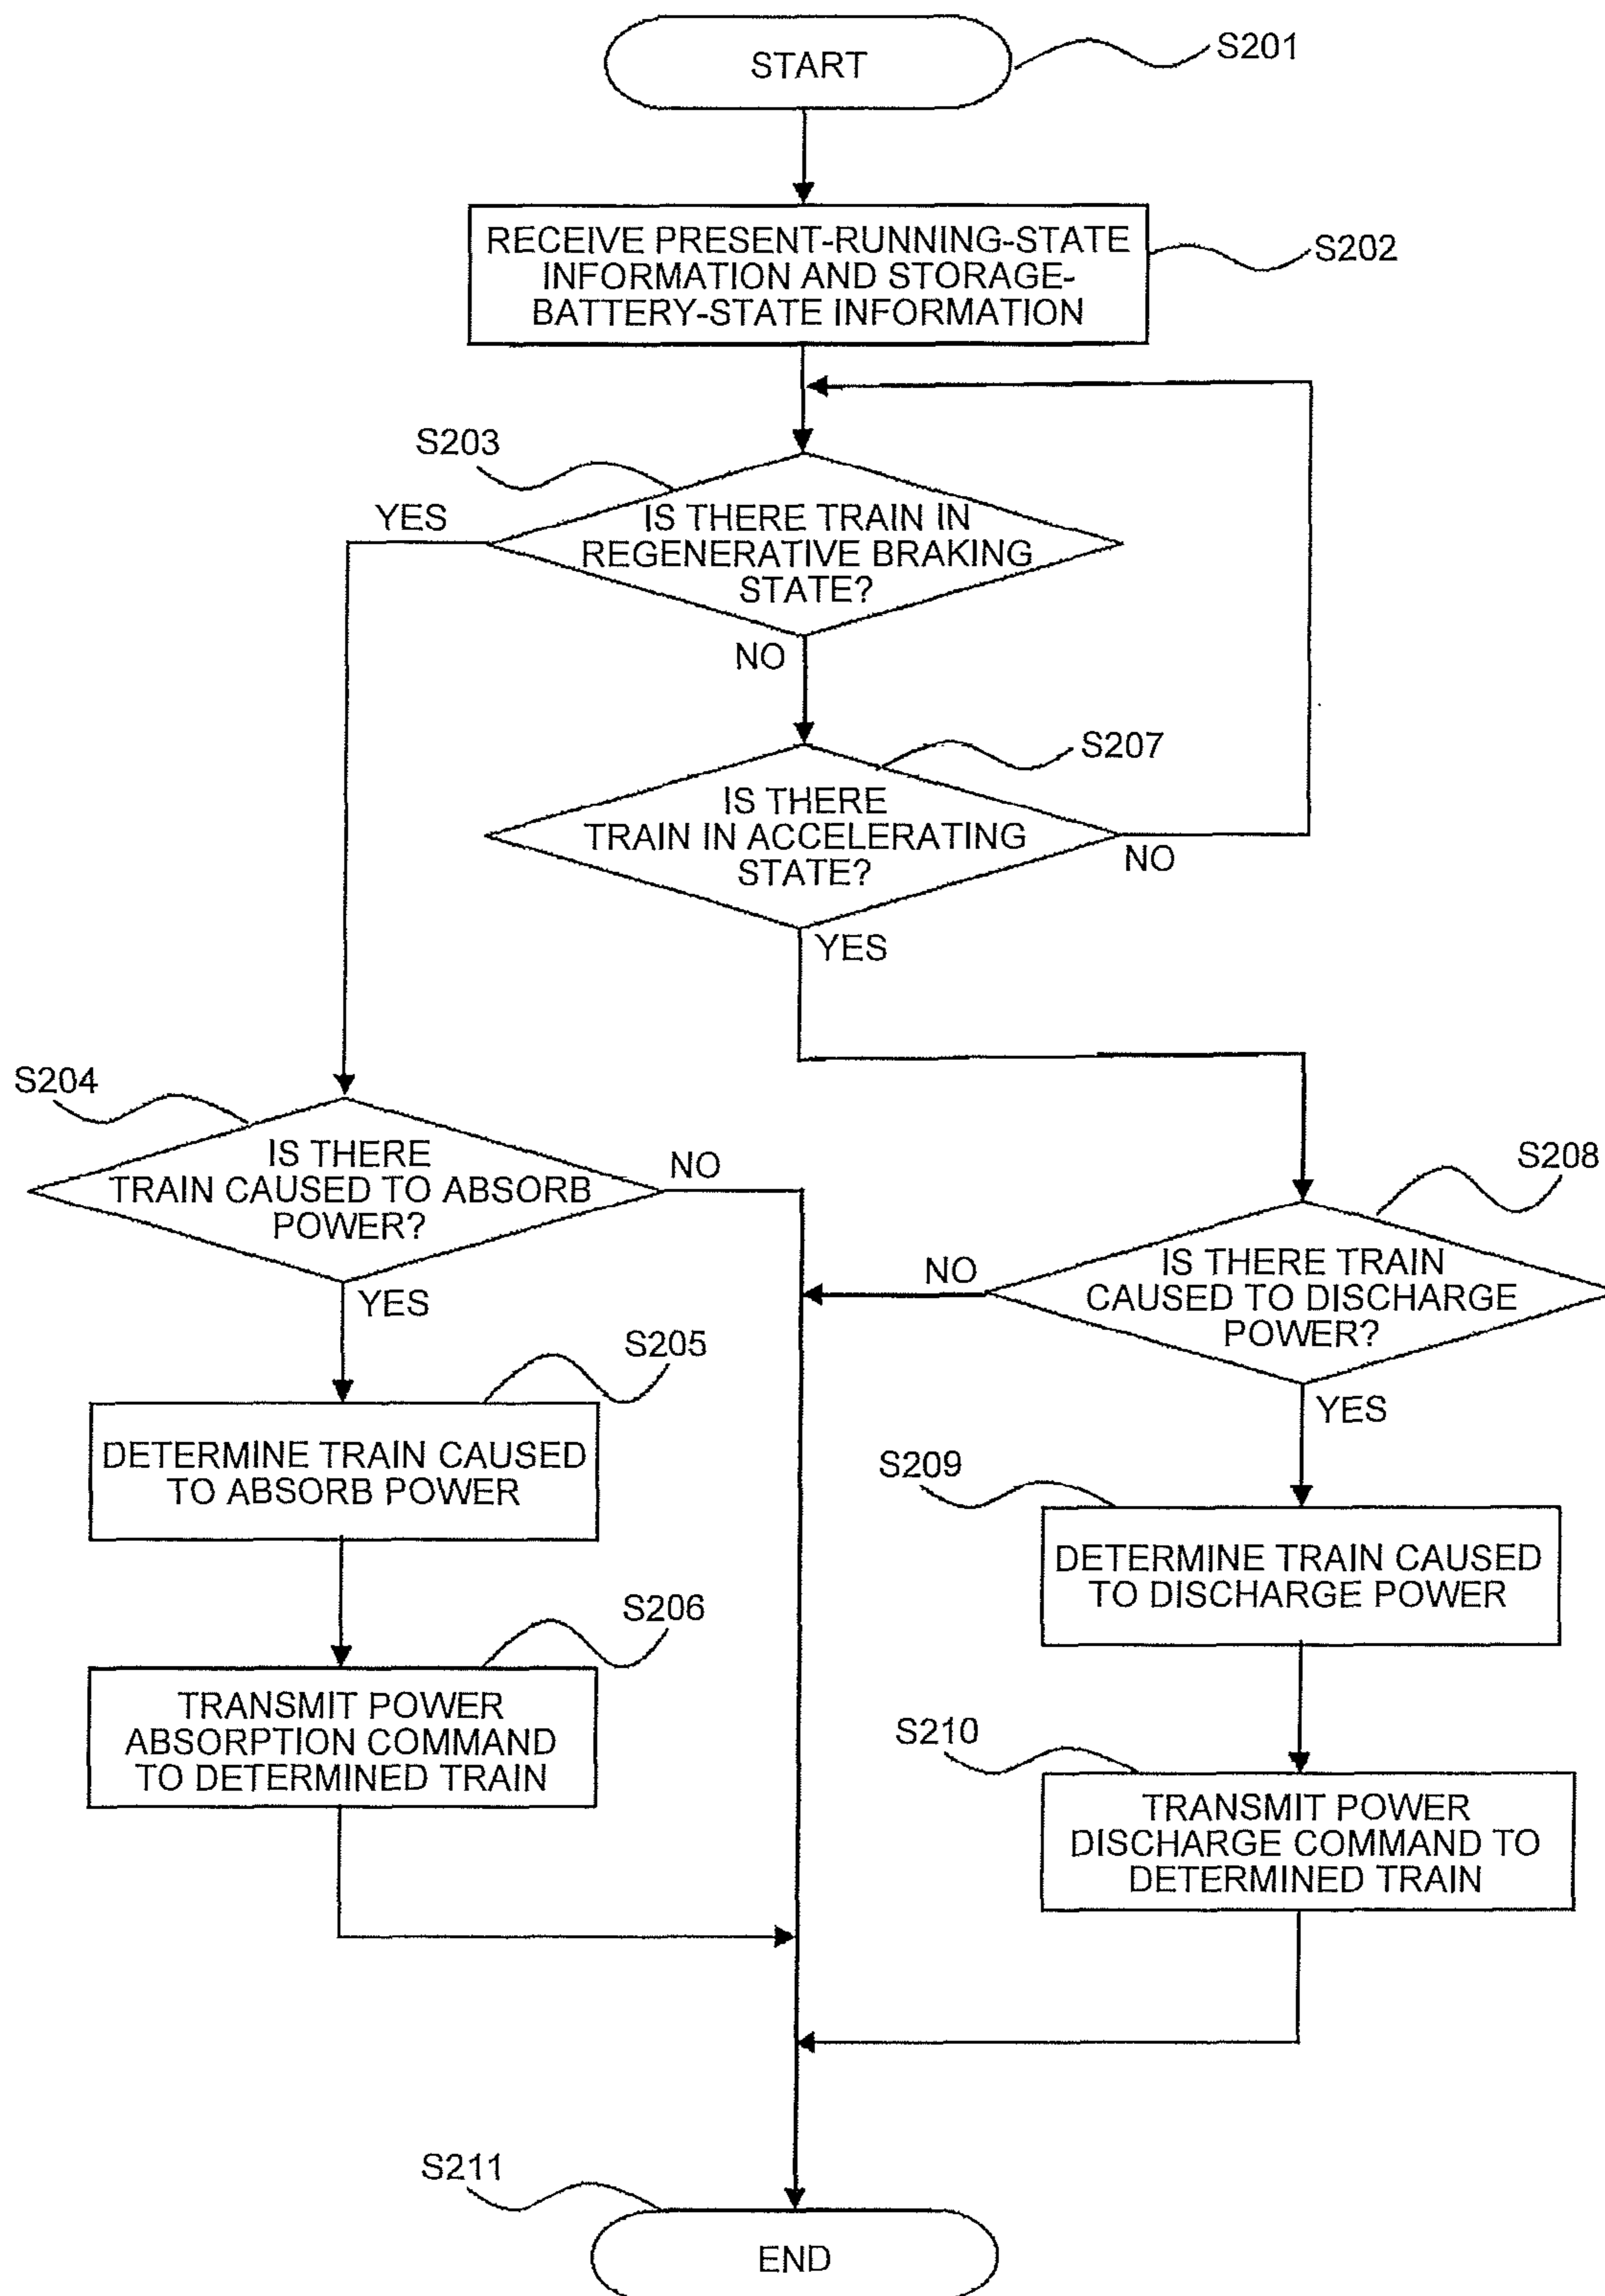 START
S201
RECEIVE PRESENT-RUNNING-STATE
INFORMATION AND STORAGE-
BATTERY-STATE INFORMATION
S202
S203
YES
IS THERE TRAIN IN
REGENERATIVE BRAKING
STATE?
NO
S207
IS THERE
TRAIN IN ACCELERATING
STATE?
NO
YES
S204
IS THERE
TRAIN CAUSED TO ABSORB
POWER?
NO
YES
S208
IS THERE TRAIN
CAUSED TO DISCHARGE
POWER?
NO
YES
S205
DETERMINE TRAIN CAUSED
TO ABSORB POWER
S209
DETERMINE TRAIN CAUSED
TO DISCHARGE POWER
S206
TRANSMIT POWER
ABSORPTION COMMAND
TO DETERMINED TRAIN
S210
TRANSMIT POWER
DISCHARGE COMMAND TO
DETERMINED TRAIN
S211
END